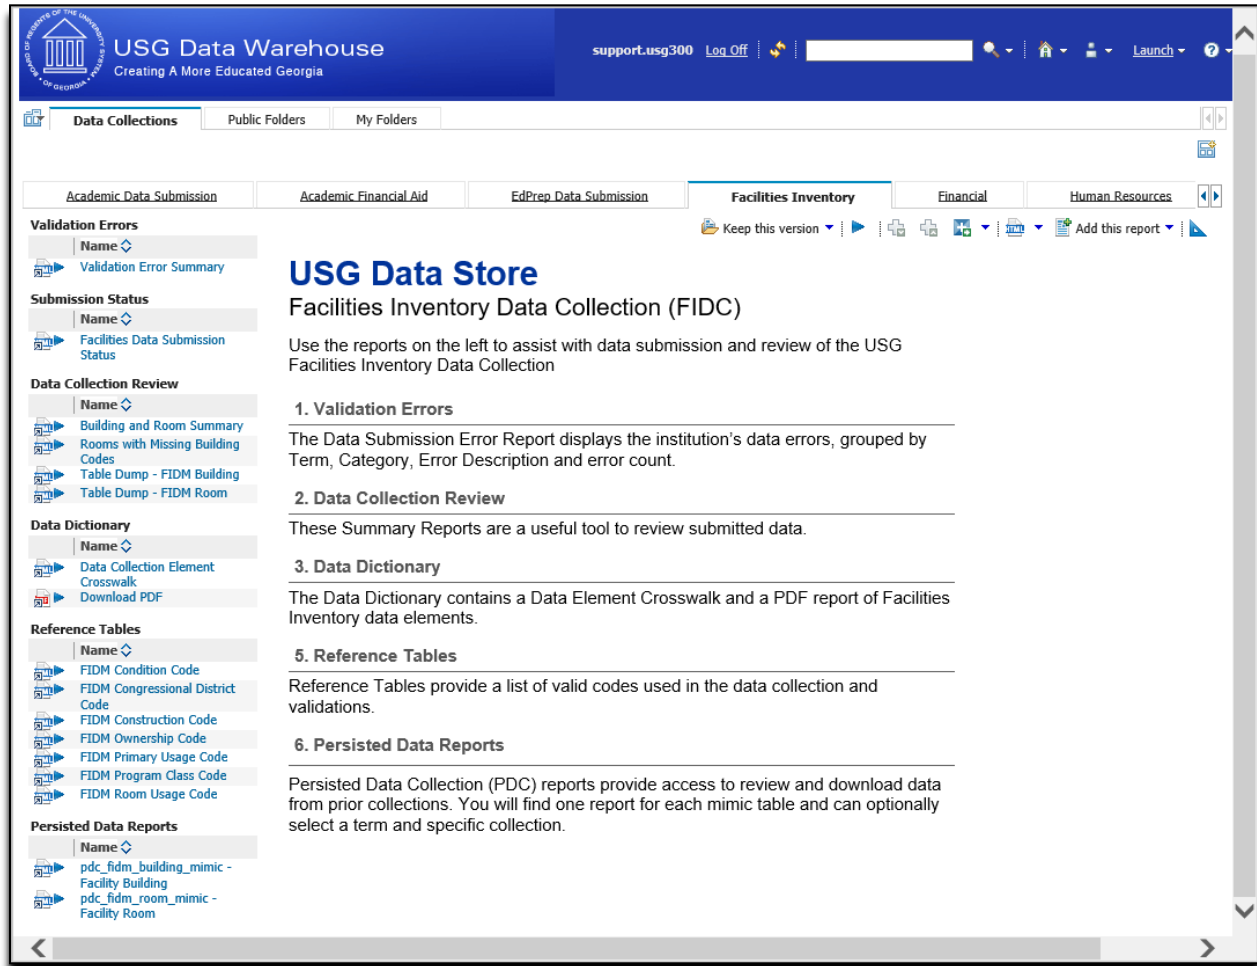 BOARD OF REGENTS OF THE UNIVERSITY SYSTEM OF GEORGIA
USG Data Warehouse
Creating A More Educated Georgia
support.usg300 Log Off
Launch
Data Collections Public Folders My Folders
Academic Data Submission Academic Financial Aid EdPrep Data Submission Facilities Inventory Financial Human Resources
Keep this version Add this report
Validation Errors
Name
Validation Error Summary
Submission Status
Name
Facilities Data Submission
Status
Data Collection Review
Name
Building and Room Summary
Rooms with Missing Building
Codes
Table Dump - FIDM Building
Table Dump - FIDM Room
Data Dictionary
Name
Data Collection Element
Crosswalk
Download PDF
Reference Tables
Name
FIDM Condition Code
FIDM Congressional District
Code
FIDM Construction Code
FIDM Ownership Code
FIDM Primary Usage Code
FIDM Program Class Code
FIDM Room Usage Code
Persisted Data Reports
Name
pdc_fidm_building_mimic -
Facility Building
pdc_fidm_room_mimic -
Facility Room
USG Data Store
Facilities Inventory Data Collection (FIDC)
Use the reports on the left to assist with data submission and review of the USG
Facilities Inventory Data Collection
1. Validation Errors
The Data Submission Error Report displays the institution's data errors, grouped by
Term, Category, Error Description and error count.
2. Data Collection Review
These Summary Reports are a useful tool to review submitted data.
3. Data Dictionary
The Data Dictionary contains a Data Element Crosswalk and a PDF report of Facilities
Inventory data elements.
5. Reference Tables
Reference Tables provide a list of valid codes used in the data collection and
validations.
6. Persisted Data Reports
Persisted Data Collection (PDC) reports provide access to review and download data
from prior collections. You will find one report for each mimic table and can optionally
select a term and specific collection.